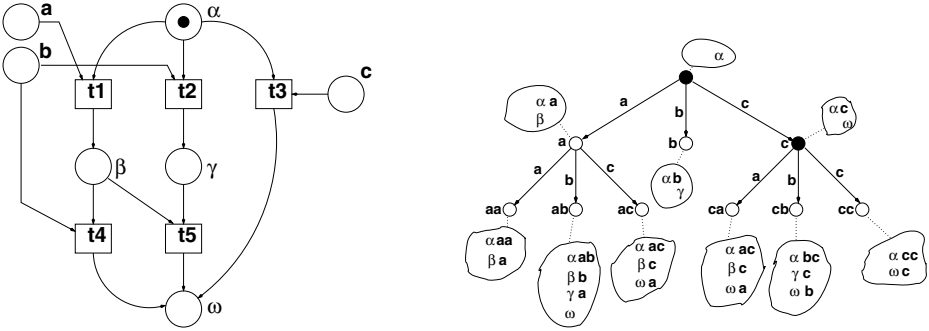 a
α
b
c
t1
t2
t3
β
γ
t4
t5
ω
α
a
b
c
α a
β
α c
ω
a
b
c
α b
γ
a
b
c
a
b
c
aa
ab
ac
ca
cb
cc
α aa
β a
α ab
β b
γ a
ω
α ac
β c
ω a
α ac
β c
ω a
α bc
γ c
ω b
α cc
ω c